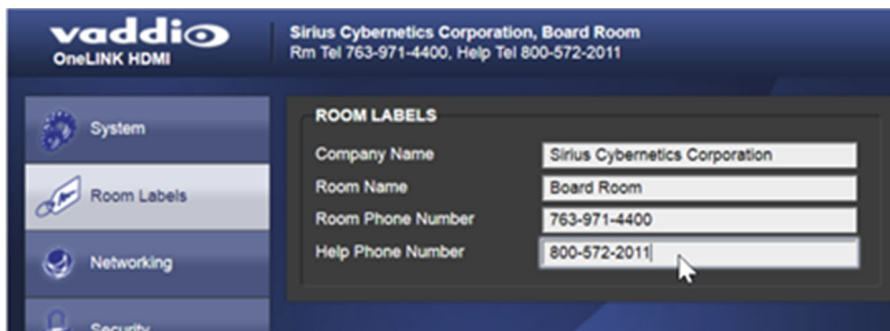 vaddio
OneLINK HDMI
Sirius Cybernetics Corporation, Board Room
Rm Tel 763-971-4400, Help Tel 800-572-2011
System
Room Labels
Networking
Security
ROOM LABELS
Company Name Sirius Cybernetics Corporation
Room Name Board Room
Room Phone Number 763-971-4400
Help Phone Number 800-572-2011